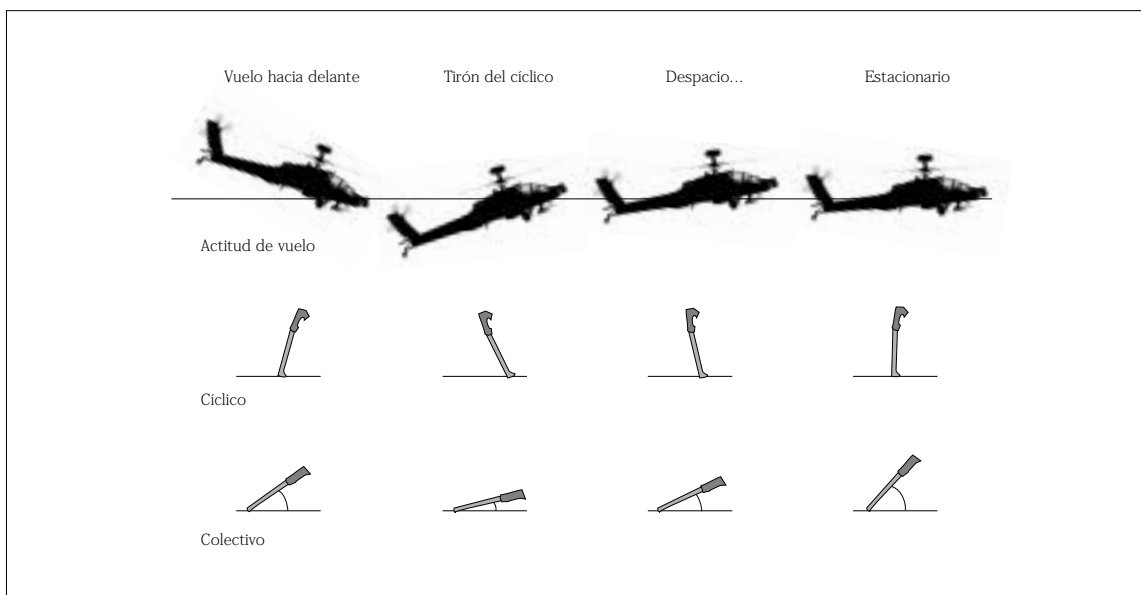 Vuelo hacia delante
Tirón del cíclico
Despacio...
Estacionario
Actitud de vuelo
Cíclico
Colectivo